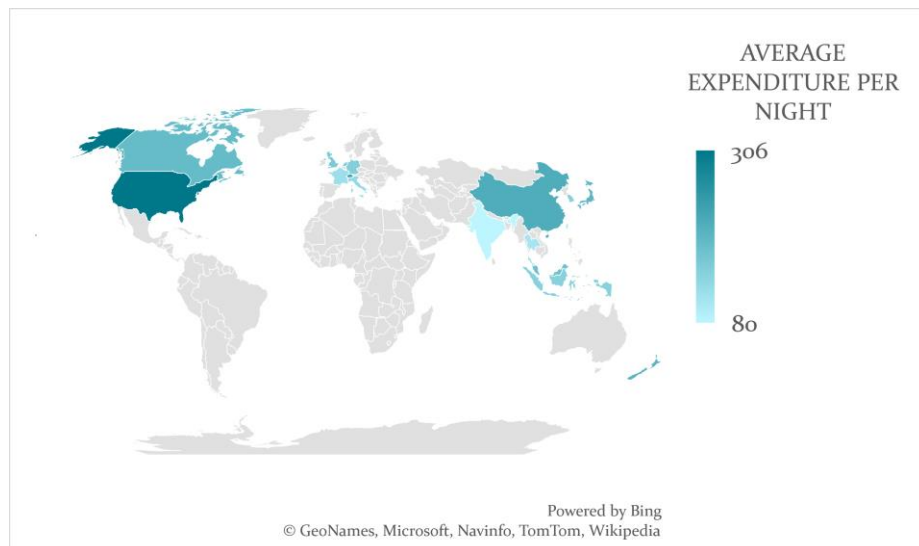 AVERAGE
EXPENDITURE PER
NIGHT
306
80
Powered by Bing
© GeoNames, Microsoft, Navinfo, TomTom, Wikipedia